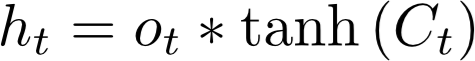 h_t = o_t * tanh (C_t)